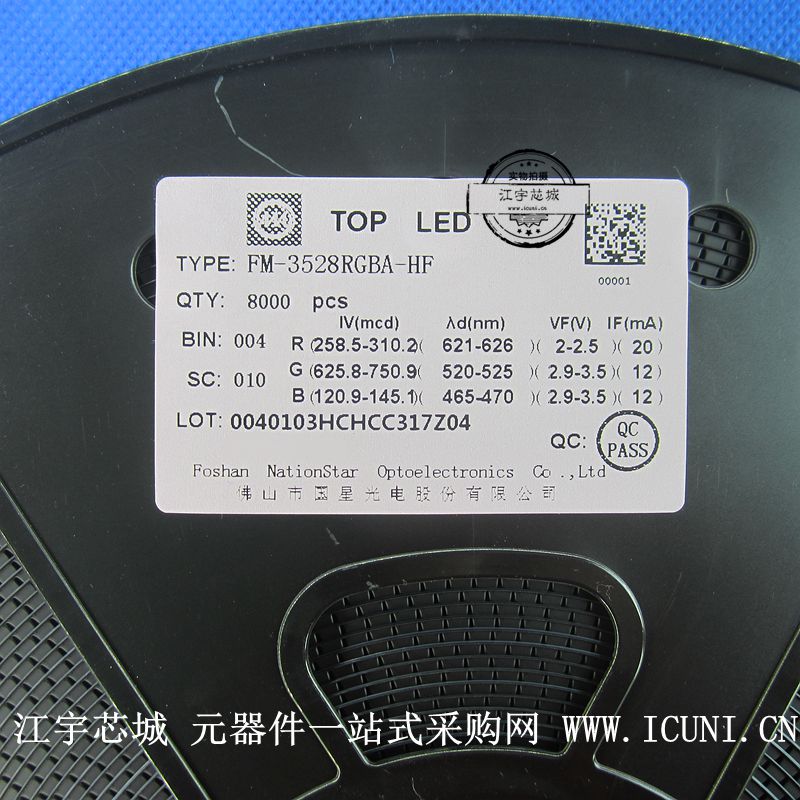 实物拍摄
江宇芯城
www.icuni.cn
TOP LED
00001
TYPE: FM-3528RGBA-HF
QTY: 8000 pcs
IV(mcd) λd(nm) VF(V) IF(mA)
BIN: 004 R (258.5-310.2)( 621-626 )( 2-2.5 )( 20 )
G (625.8-750.9)( 520-525 )( 2.9-3.5 )( 12 )
SC: 010
B (120.9-145.1)( 465-470 )( 2.9-3.5 )( 12 )
LOT: 0040103HCHCC317Z04
QC: QC PASS
Foshan NationStar Optoelectronics Co .,Ltd
佛山市国星光电股份有限公司
江宇芯城 元器件一站式采购网 WWW.ICUNI.CN